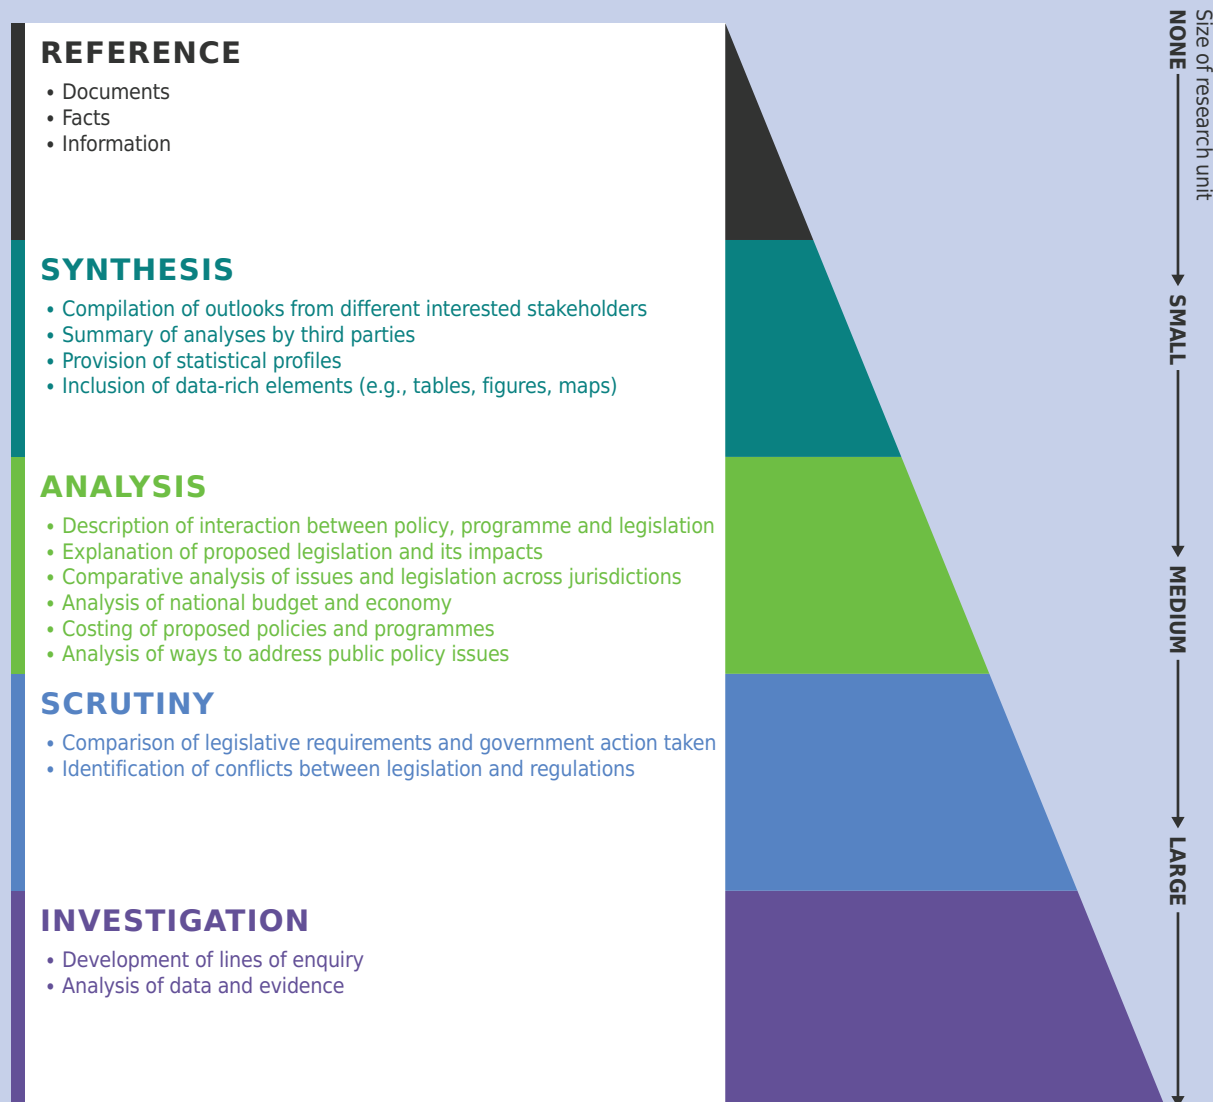 REFERENCE
• Documents
• Facts
• Information
SYNTHESIS
• Compilation of outlooks from different interested stakeholders
• Summary of analyses by third parties
• Provision of statistical profiles
• Inclusion of data-rich elements (e.g., tables, figures, maps)
ANALYSIS
• Description of interaction between policy, programme and legislation
• Explanation of proposed legislation and its impacts
• Comparative analysis of issues and legislation across jurisdictions
• Analysis of national budget and economy
• Costing of proposed policies and programmes
• Analysis of ways to address public policy issues
SCRUTINY
• Comparison of legislative requirements and government action taken
• Identification of conflicts between legislation and regulations
INVESTIGATION
• Development of lines of enquiry
• Analysis of data and evidence
Size of research unit
NONE
SMALL
MEDIUM
LARGE